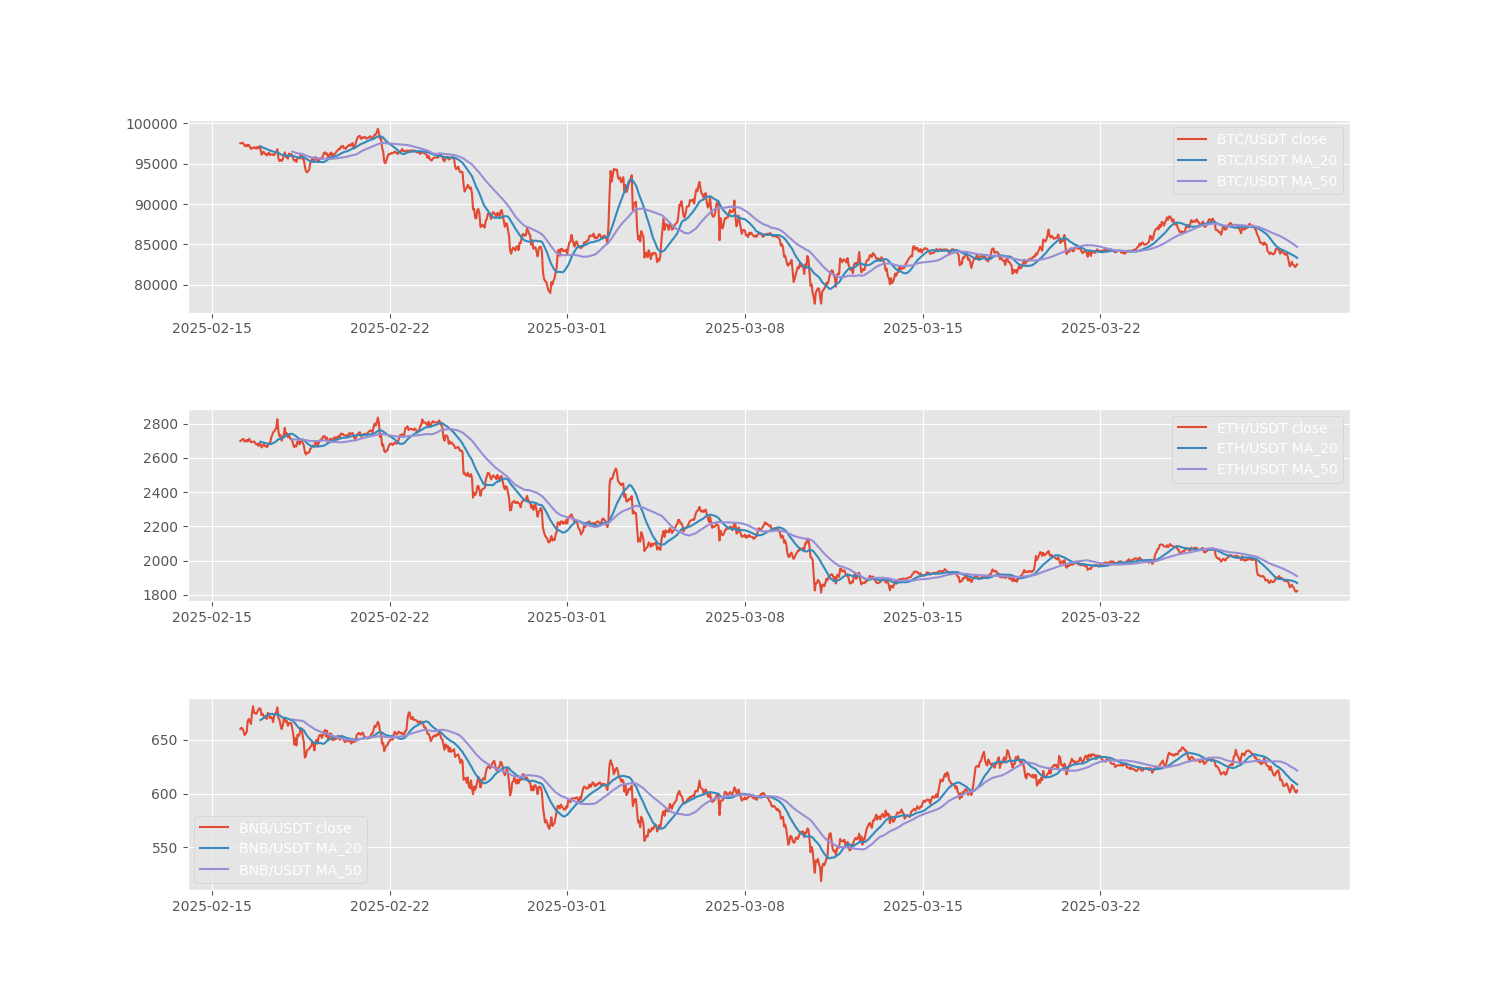 100000
95000
90000
85000
80000
BTC/USDT close
BTC/USDT MA_20
BTC/USDT MA_50
2025-02-15 2025-02-22 2025-03-01 2025-03-08 2025-03-15 2025-03-22
2800
2600
2400
2200
2000
1800
ETH/USDT close
ETH/USDT MA_20
ETH/USDT MA_50
2025-02-15 2025-02-22 2025-03-01 2025-03-08 2025-03-15 2025-03-22
650
600
550
BNB/USDT close
BNB/USDT MA_20
BNB/USDT MA_50
2025-02-15 2025-02-22 2025-03-01 2025-03-08 2025-03-15 2025-03-22